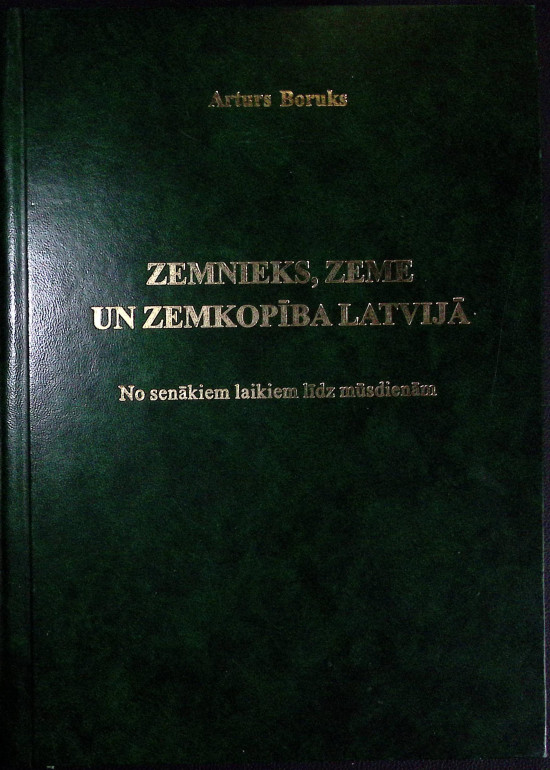 Arturs Boruks
ZEMNIEKS, ZEME
UN ZEMKOPĪBA LATVIJĀ
No senākiem laikiem līdz mūsdienām